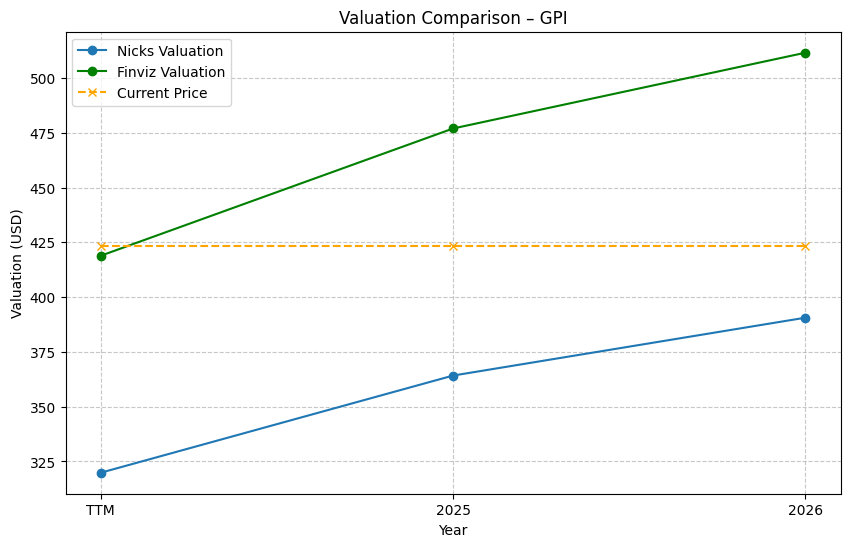 Valuation Comparison – GPI
Nicks Valuation
Finviz Valuation
Current Price
Valuation (USD)
500
475
450
425
400
375
350
325
TTM
2025
2026
Year